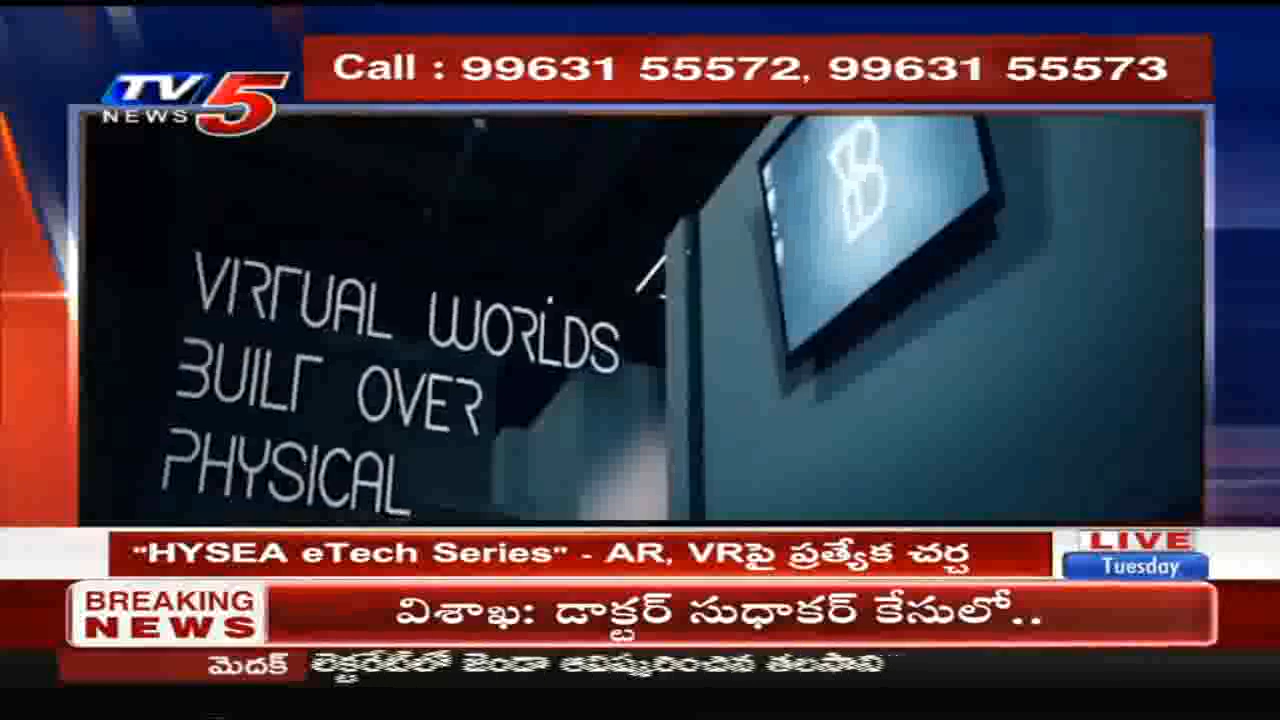 Call : 99631 55572, 99631 55573
TV5
NEWS
VIRTUAL WORLDS
BUILT OVER
PHYSICAL
"HYSEA eTech Series" - AR, VRపై ప్రత్యేక చర్చ
LIVE
Tuesday
BREAKING
NEWS
విశాఖ: డాక్టర్ సుధాకర్ కేసులో..
మెదక్